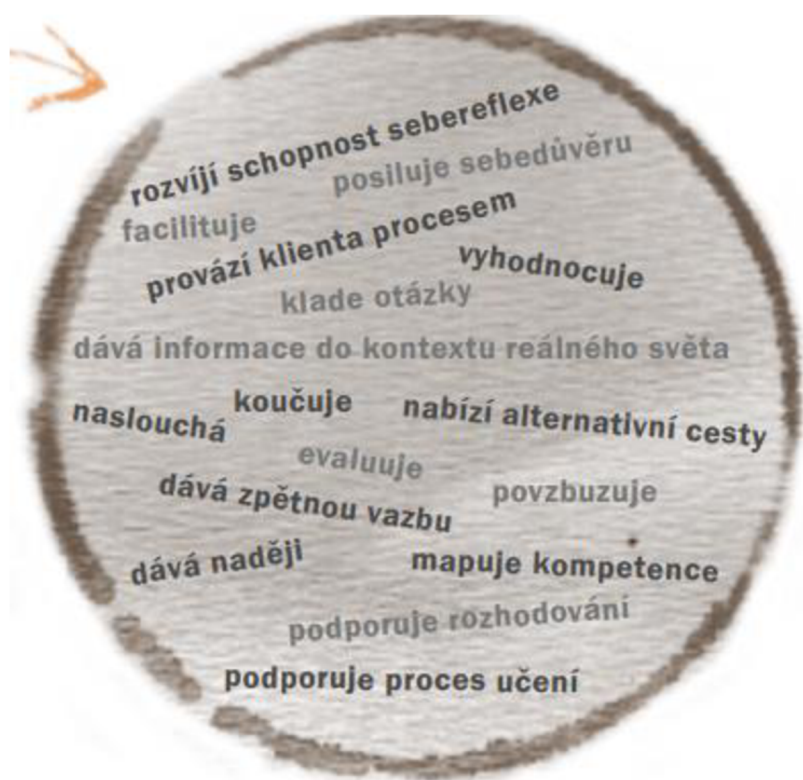 rozvíjí schopnost sebereflexe
posiluje sebedůvěru
facilituje
provází klienta procesem
vyhodnocuje
klade otázky
dává informace do kontextu reálného světa
koučuje
nabízí alternativní cesty
naslouchá
evaluuje
dává zpětnou vazbu
povzbuzuje
dává naději
mapuje kompetence
podporuje rozhodování
podporuje proces učení